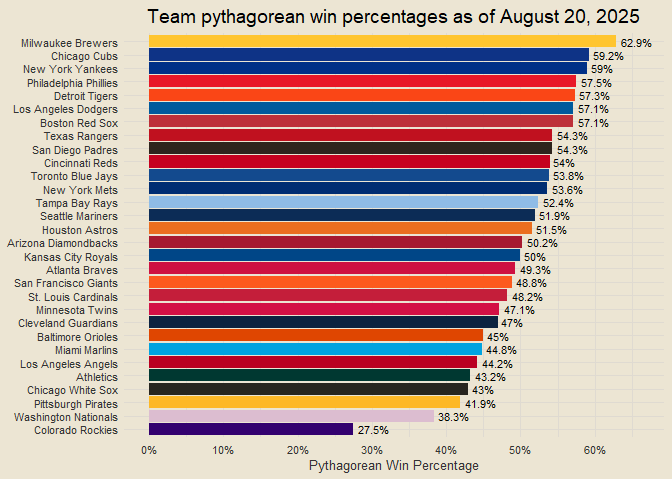 Team pythagorean win percentages as of August 20, 2025
Milwaukee Brewers 62.9%
Chicago Cubs 59.2%
New York Yankees 59%
Philadelphia Phillies 57.5%
Detroit Tigers 57.3%
Los Angeles Dodgers 57.1%
Boston Red Sox 57.1%
Texas Rangers 54.3%
San Diego Padres 54.3%
Cincinnati Reds 54%
Toronto Blue Jays 53.8%
New York Mets 53.6%
Tampa Bay Rays 52.4%
Seattle Mariners 51.9%
Houston Astros 51.5%
Arizona Diamondbacks 50.2%
Kansas City Royals 50%
Atlanta Braves 49.3%
San Francisco Giants 48.8%
St. Louis Cardinals 48.2%
Minnesota Twins 47.1%
Cleveland Guardians 47%
Baltimore Orioles 45%
Miami Marlins 44.8%
Los Angeles Angels 44.2%
Athletics 43.2%
Chicago White Sox 43%
Pittsburgh Pirates 41.9%
Washington Nationals 38.3%
Colorado Rockies 27.5%
0% 10% 20% 30% 40% 50% 60%
Pythagorean Win Percentage